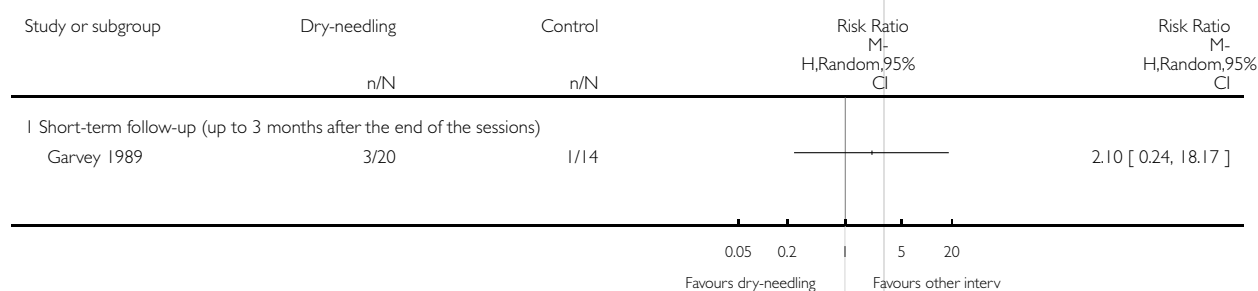 Study or subgroup Dry-needling Control Risk Ratio Risk Ratio
M- M-
H,Random,95% H,Random,95%
n/N n/N CI CI
1 Short-term follow-up (up to 3 months after the end of the sessions)
Garvey 1989 3/20 1/14 2.10 [ 0.24, 18.17 ]
0.05 0.2 1 5 20
Favours dry-needling Favours other interv